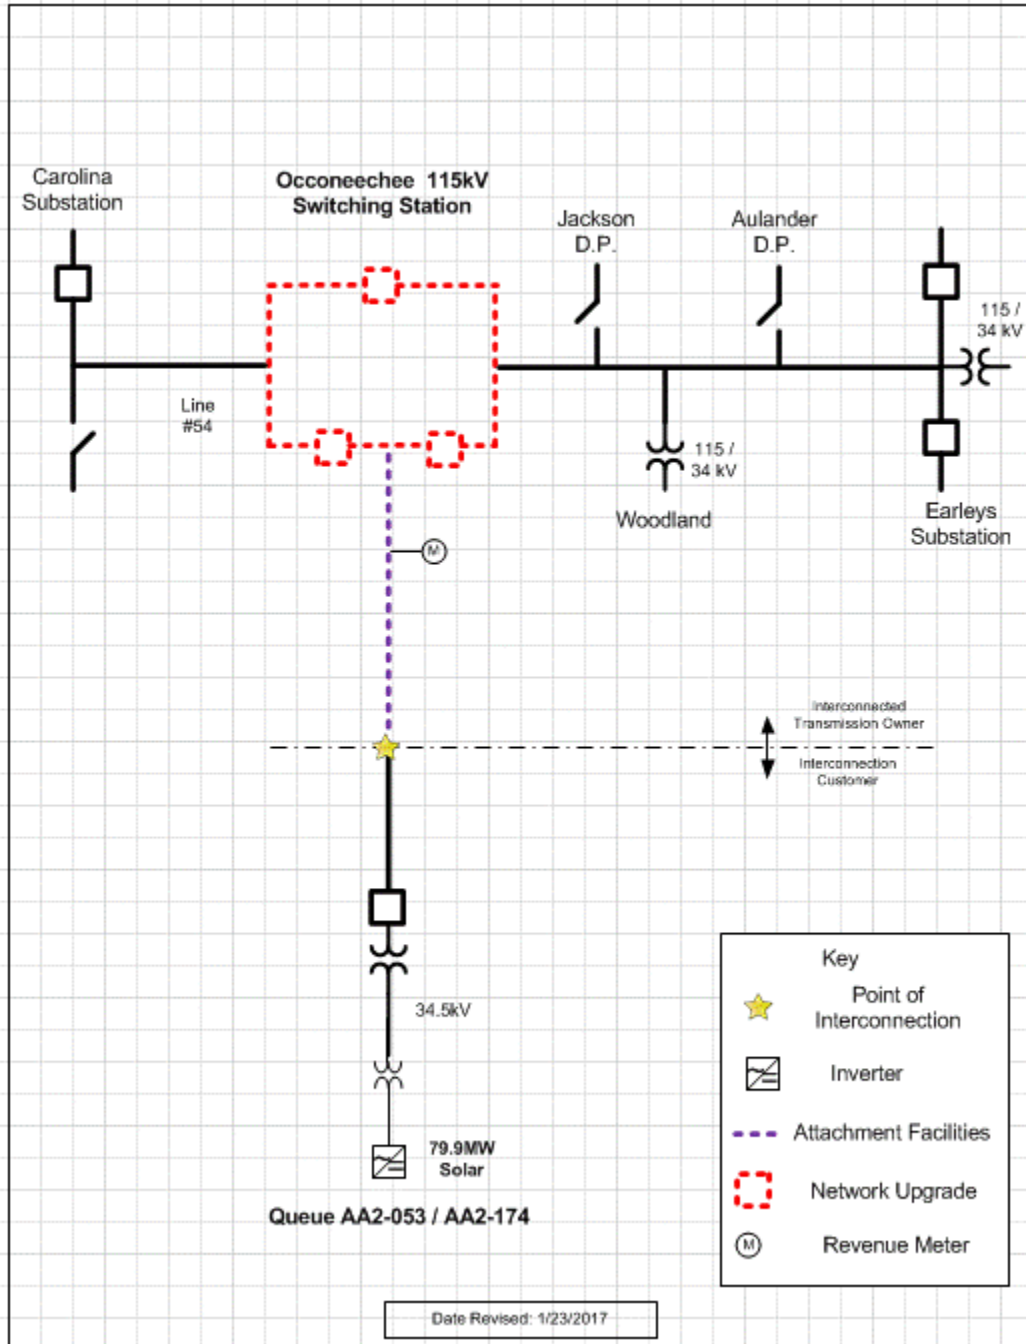 Carolina
Substation
Occoneechee 115kV
Switching Station
Jackson
D.P.
Aulander
D.P.
115 /
34 kV
Line
#54
115 /
34 kV
Woodland
Earleys
Substation
M
Interconnected
Transmission Owner
Interconnection
Customer
34.5kV
79.9MW
Solar
Queue AA2-053 / AA2-174
Key
Point of
Interconnection
Inverter
Attachment Facilities
Network Upgrade
M
Revenue Meter
Date Revised: 1/23/2017